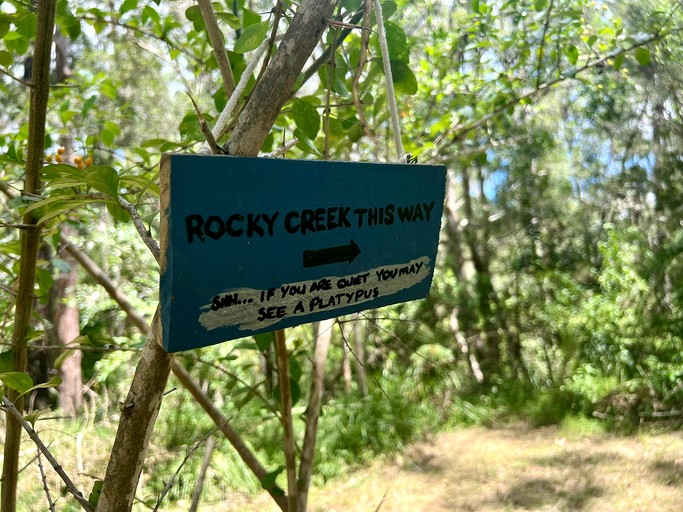 ROCKY CREEK THIS WAY
SHH... IF YOU ARE QUIET YOU MAY
SEE A PLATYPUS